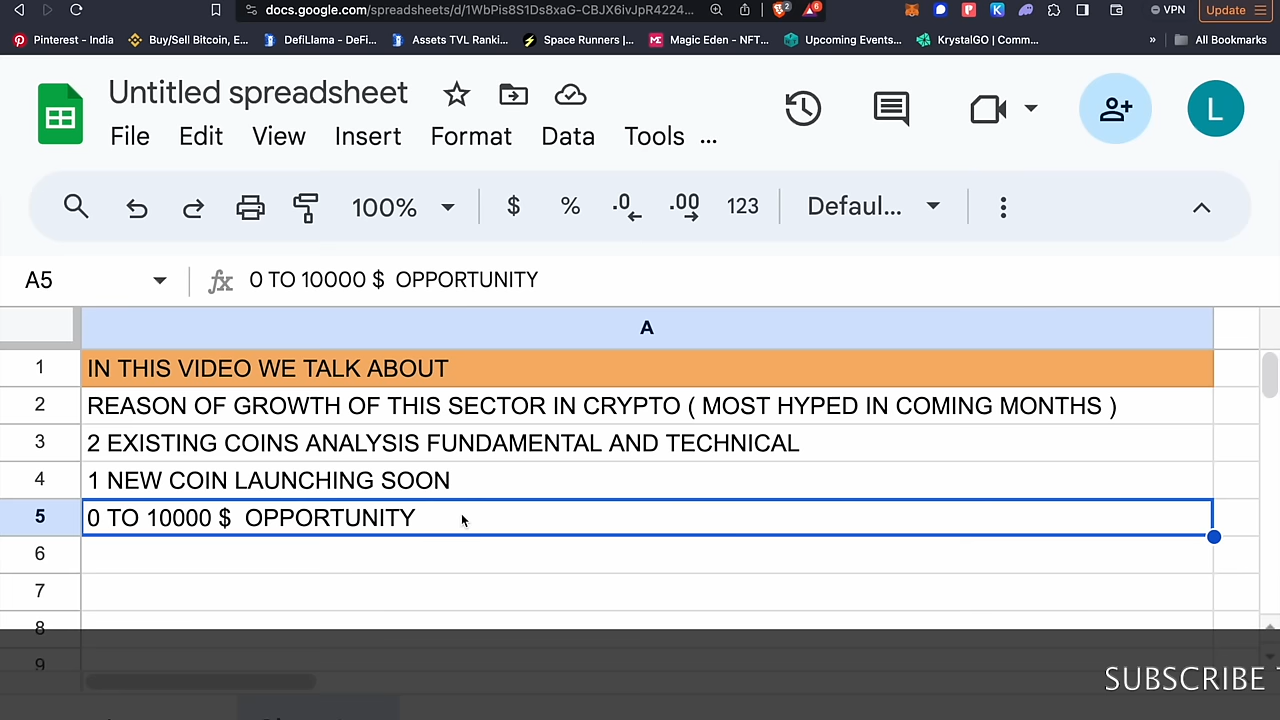 docs.google.com/spreadsheets/d/1WbPis8S1Ds8xaG-CBJX6ivJpR4224...
2
6
VPN
Update
Pinterest - India
Buy/Sell Bitcoin, E...
DefiLlama - DeFi...
Assets TVL Ranki...
Space Runners |...
Magic Eden - NFT...
Upcoming Events...
KrystalGO | Comm...
»
All Bookmarks
Untitled spreadsheet
L
File Edit View Insert Format Data Tools ...
100% $ % .0 .00 123 Defaul...
A5 fx 0 TO 10000 $ OPPORTUNITY
A
1 IN THIS VIDEO WE TALK ABOUT
2 REASON OF GROWTH OF THIS SECTOR IN CRYPTO ( MOST HYPED IN COMING MONTHS )
3 2 EXISTING COINS ANALYSIS FUNDAMENTAL AND TECHNICAL
4 1 NEW COIN LAUNCHING SOON
5 0 TO 10000 $ OPPORTUNITY
6
7
8
9
SUBSCRIBE